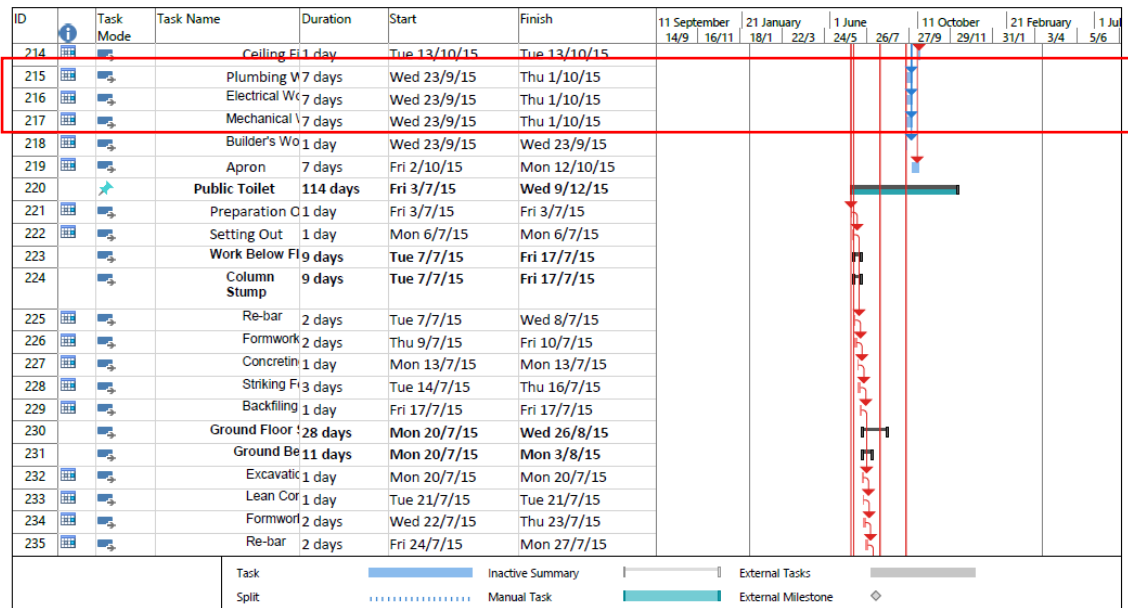 ID Task Mode Task Name Duration Start Finish 11 September 21 January 1 June 11 October 21 February 1 Jul
14/9 16/11 18/1 22/3 24/5 26/7 27/9 29/11 31/1 3/4 5/6
214 Ceiling Fi 1 day Tue 13/10/15 Tue 13/10/15
215 Plumbing W 7 days Wed 23/9/15 Thu 1/10/15
216 Electrical Wo 7 days Wed 23/9/15 Thu 1/10/15
217 Mechanical 7 days Wed 23/9/15 Thu 1/10/15
218 Builder's Wo 1 day Wed 23/9/15 Wed 23/9/15
219 Apron 7 days Fri 2/10/15 Mon 12/10/15
220 Public Toilet 114 days Fri 3/7/15 Wed 9/12/15
221 Preparation O 1 day Fri 3/7/15 Fri 3/7/15
222 Setting Out 1 day Mon 6/7/15 Mon 6/7/15
223 Work Below Fl 9 days Tue 7/7/15 Fri 17/7/15
224 Column Stump 9 days Tue 7/7/15 Fri 17/7/15
225 Re-bar 2 days Tue 7/7/15 Wed 8/7/15
226 Formwork 2 days Thu 9/7/15 Fri 10/7/15
227 Concretin 1 day Mon 13/7/15 Mon 13/7/15
228 Striking Fo 3 days Tue 14/7/15 Thu 16/7/15
229 Backfiling 1 day Fri 17/7/15 Fri 17/7/15
230 Ground Floor 28 days Mon 20/7/15 Wed 26/8/15
231 Ground Be 11 days Mon 20/7/15 Mon 3/8/15
232 Excavatio 1 day Mon 20/7/15 Mon 20/7/15
233 Lean Con 1 day Tue 21/7/15 Tue 21/7/15
234 Formwork 2 days Wed 22/7/15 Thu 23/7/15
235 Re-bar 2 days Fri 24/7/15 Mon 27/7/15
Task Inactive Summary External Tasks
Split Manual Task External Milestone